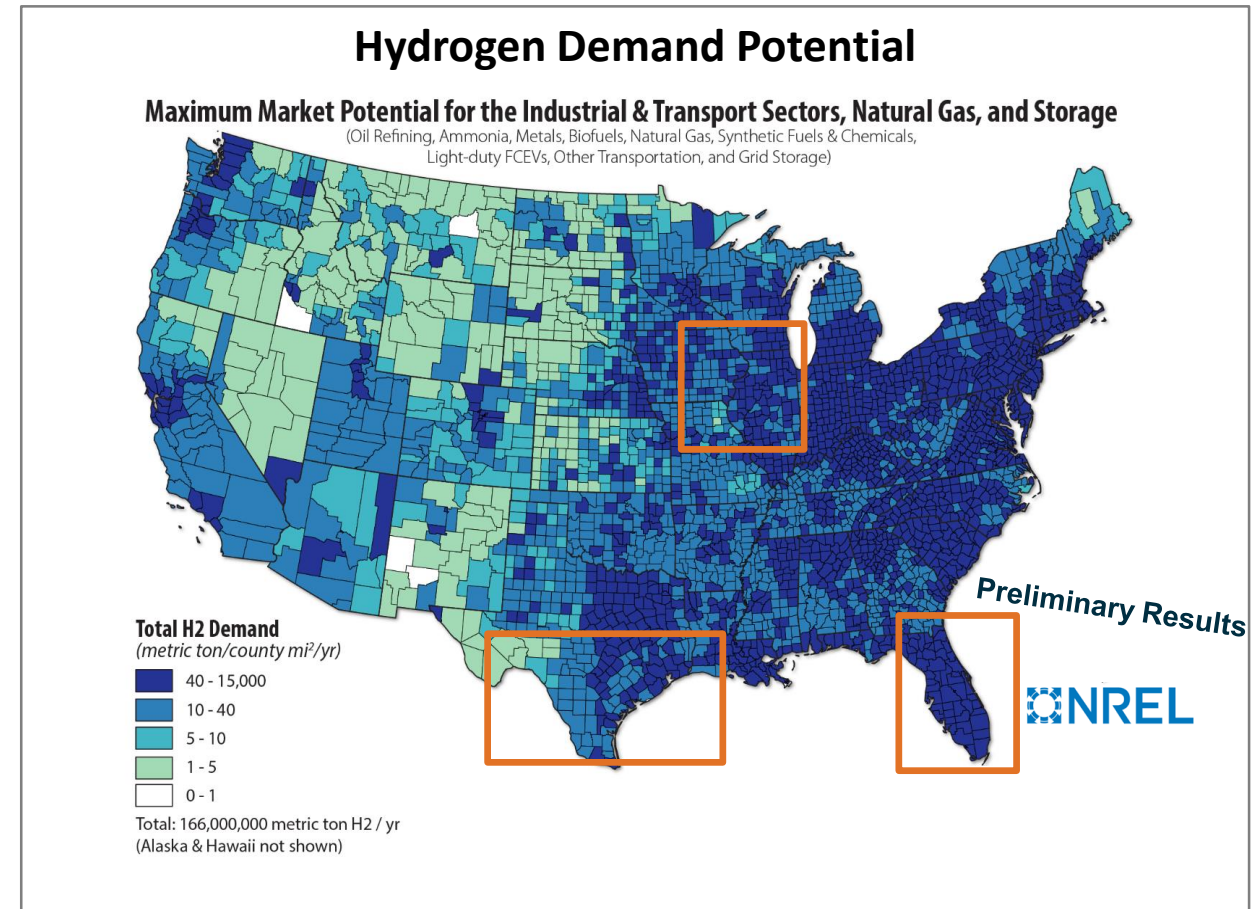 Hydrogen Demand Potential
Maximum Market Potential for the Industrial & Transport Sectors, Natural Gas, and Storage
(Oil Refining, Ammonia, Metals, Biofuels, Natural Gas, Synthetic Fuels & Chemicals,
Light-duty FCEVs, Other Transportation, and Grid Storage)
Preliminary Results
NREL
Total H2 Demand
(metric ton/county mi²/yr)
40 - 15,000
10 - 40
5 - 10
1 - 5
0 - 1
Total: 166,000,000 metric ton H2 / yr
(Alaska & Hawaii not shown)